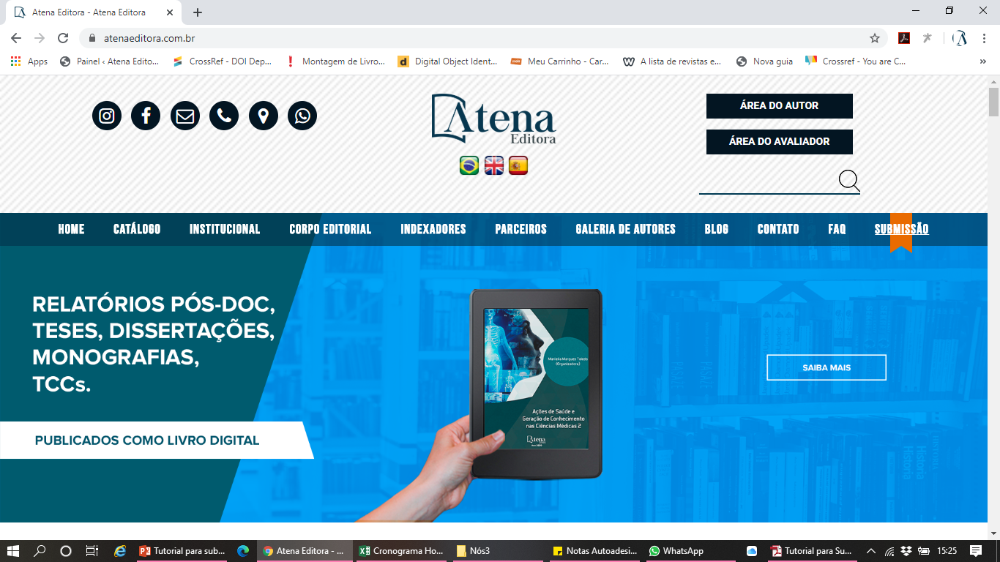 Atena Editora - Atena Editora
atenaeditora.com.br
Apps
Painel ‹ Atena Edito...
CrossRef - DOI Dep...
Montagem de Livro...
Digital Object Ident...
Meu Carrinho - Car...
A lista de revistas e...
Nova guia
Crossref - You are C...
»
Atena
Editora
ÁREA DO AUTOR
ÁREA DO AVALIADOR
HOME CATÁLOGO INSTITUCIONAL CORPO EDITORIAL INDEXADORES PARCEIROS GALERIA DE AUTORES BLOG CONTATO FAQ SUBMISSÃO
RELATÓRIOS PÓS-DOC,
TESES, DISSERTAÇÕES,
MONOGRAFIAS,
TCCs.
PUBLICADOS COMO LIVRO DIGITAL
(Organizadora)
Ações de Saúde e
Geração de Conhecimento
nas Ciências Médicas 2
Atena
SAIBA MAIS
Tutorial para sub...
Atena Editora - ...
Cronograma Ho...
Nós3
Notas Autoadesi...
WhatsApp
Tutorial para Su...
15:25